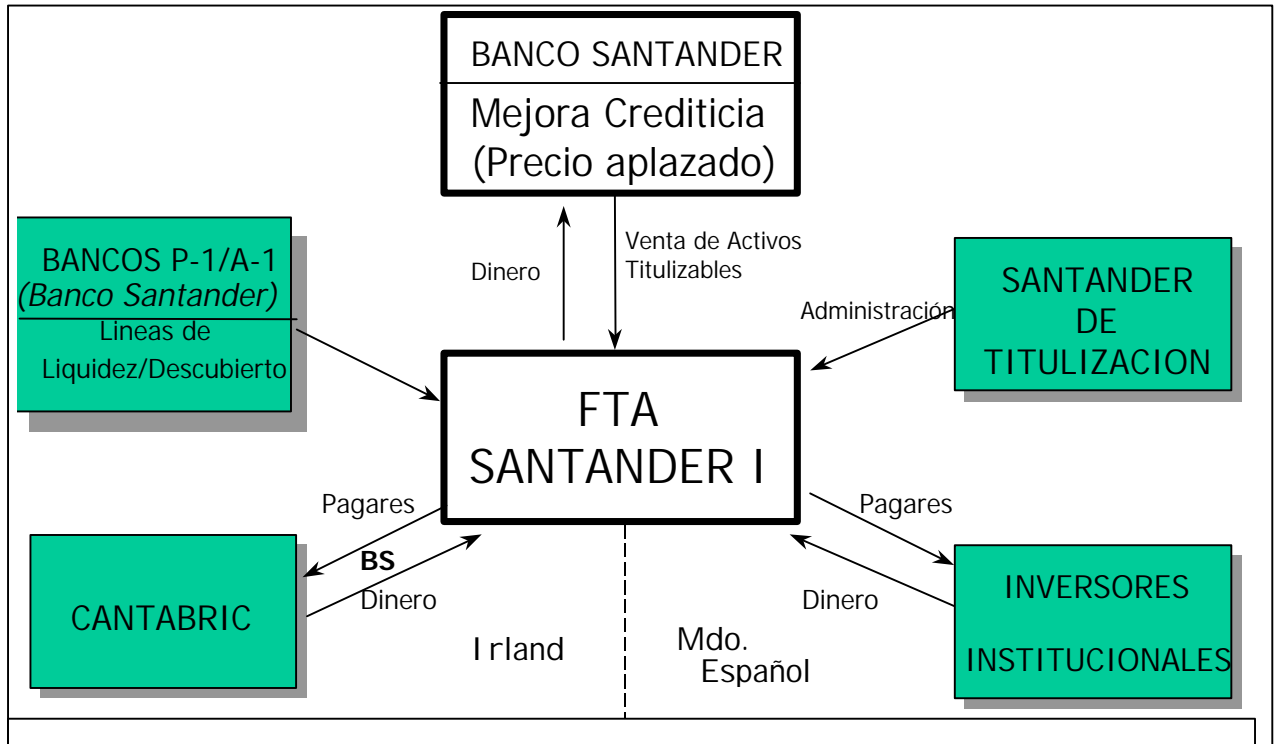 BANCO SANTANDER
Mejora Crediticia
(Precio aplazado)
BANCOS P-1/A-1
(Banco Santander)
Lineas de
Liquidez/Descubierto
Dinero
Venta de Activos
Titulizables
Administración
SANTANDER
DE
TITULIZACION
FTA
SANTANDER I
Pagares
BS
Dinero
CANTABRIC
Pagares
Dinero
INVERSORES
INSTITUCIONALES
Irland
Mdo.
Español